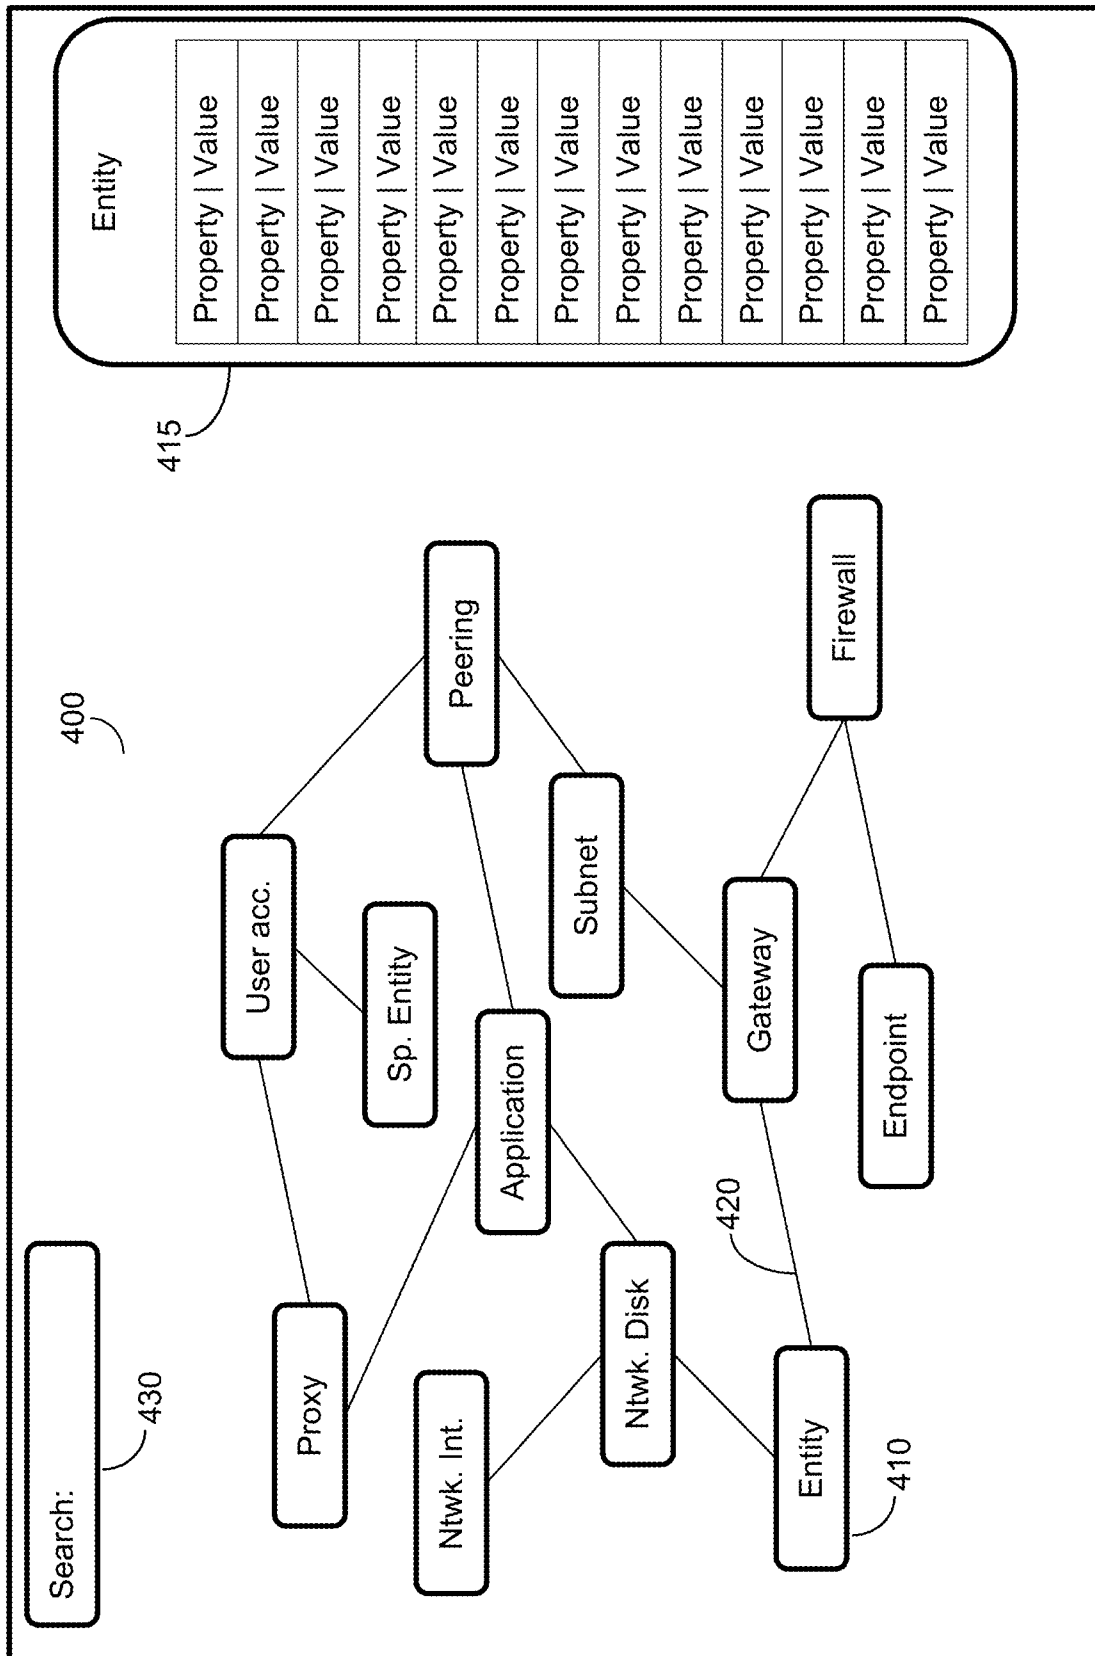 Search:
430
400
User acc.
Proxy
Sp. Entity
Ntwk. Int.
Peering
Application
Subnet
Ntwk. Disk
420
Gateway
Entity
Firewall
Endpoint
410
415
Entity
Property | Value
Property | Value
Property | Value
Property | Value
Property | Value
Property | Value
Property | Value
Property | Value
Property | Value
Property | Value
Property | Value
Property | Value
Property | Value